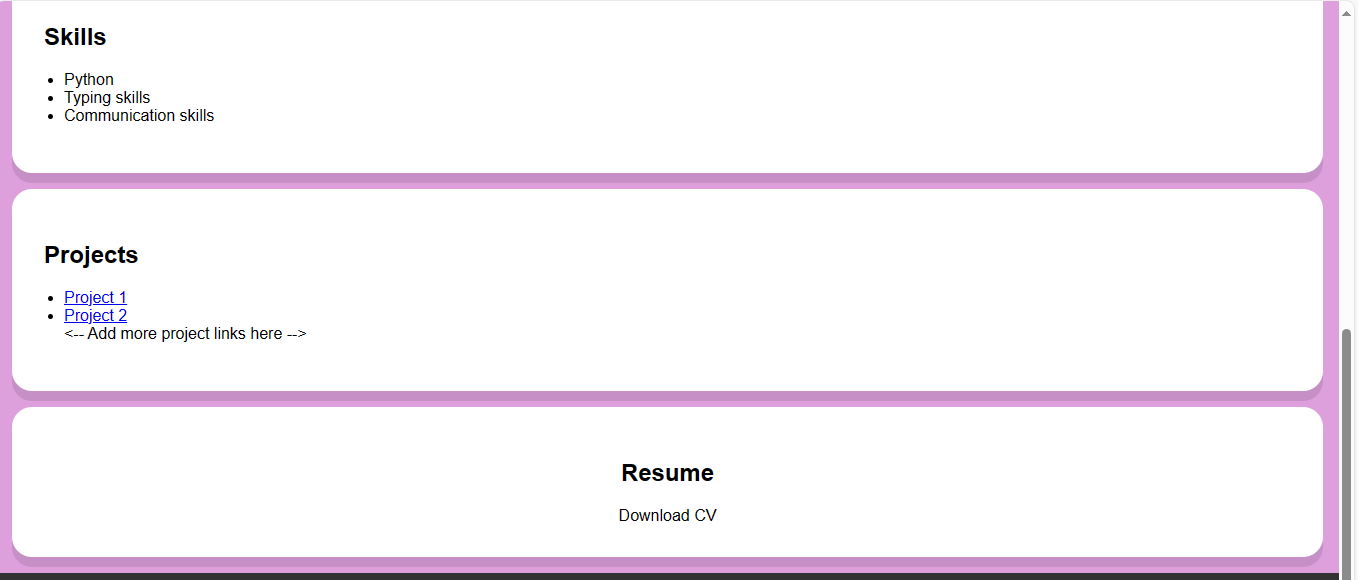 Skills
Python
Typing skills
Communication skills
Projects
Project 1
Project 2
<-- Add more project links here -->
Resume
Download CV